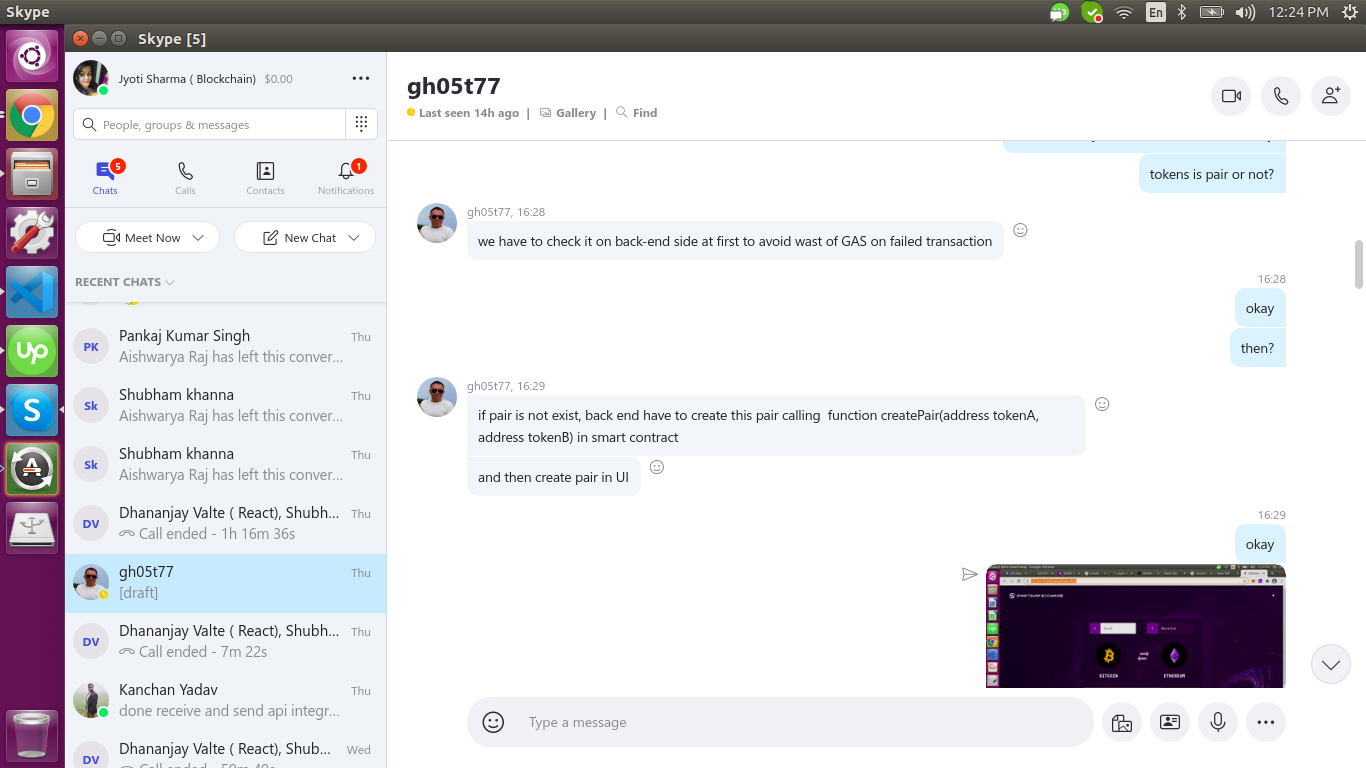 Skype
En
12:24 PM
Skype [5]
Jyoti Sharma ( Blockchain) $0.00
People, groups & messages
5
1
Chats
Calls
Contacts
Notifications
Meet Now
New Chat
RECENT CHATS
Pankaj Kumar Singh
Thu
PK
Aishwarya Raj has left this conver...
Shubham khanna
Thu
Sk
Aishwarya Raj has left this conver...
Shubham khanna
Thu
Sk
Aishwarya Raj has left this conver...
Dhananjay Valte ( React), Shubh...
Thu
DV
Call ended - 1h 16m 36s
gh05t77
Thu
[draft]
Dhananjay Valte ( React), Shubh...
Thu
DV
Call ended - 7m 22s
Kanchan Yadav
Thu
done receive and send api integr...
Dhananjay Valte ( React), Shub...
Wed
DV
gh05t77
Last seen 14h ago | Gallery | Find
tokens is pair or not?
gh05t77, 16:28
we have to check it on back-end side at first to avoid wast of GAS on failed transaction
16:28
okay
then?
gh05t77, 16:29
if pair is not exist, back end have to create this pair calling function createPair(address tokenA,
address tokenB) in smart contract
and then create pair in UI
16:29
okay
BITCOIN
ETHEREUM
Type a message